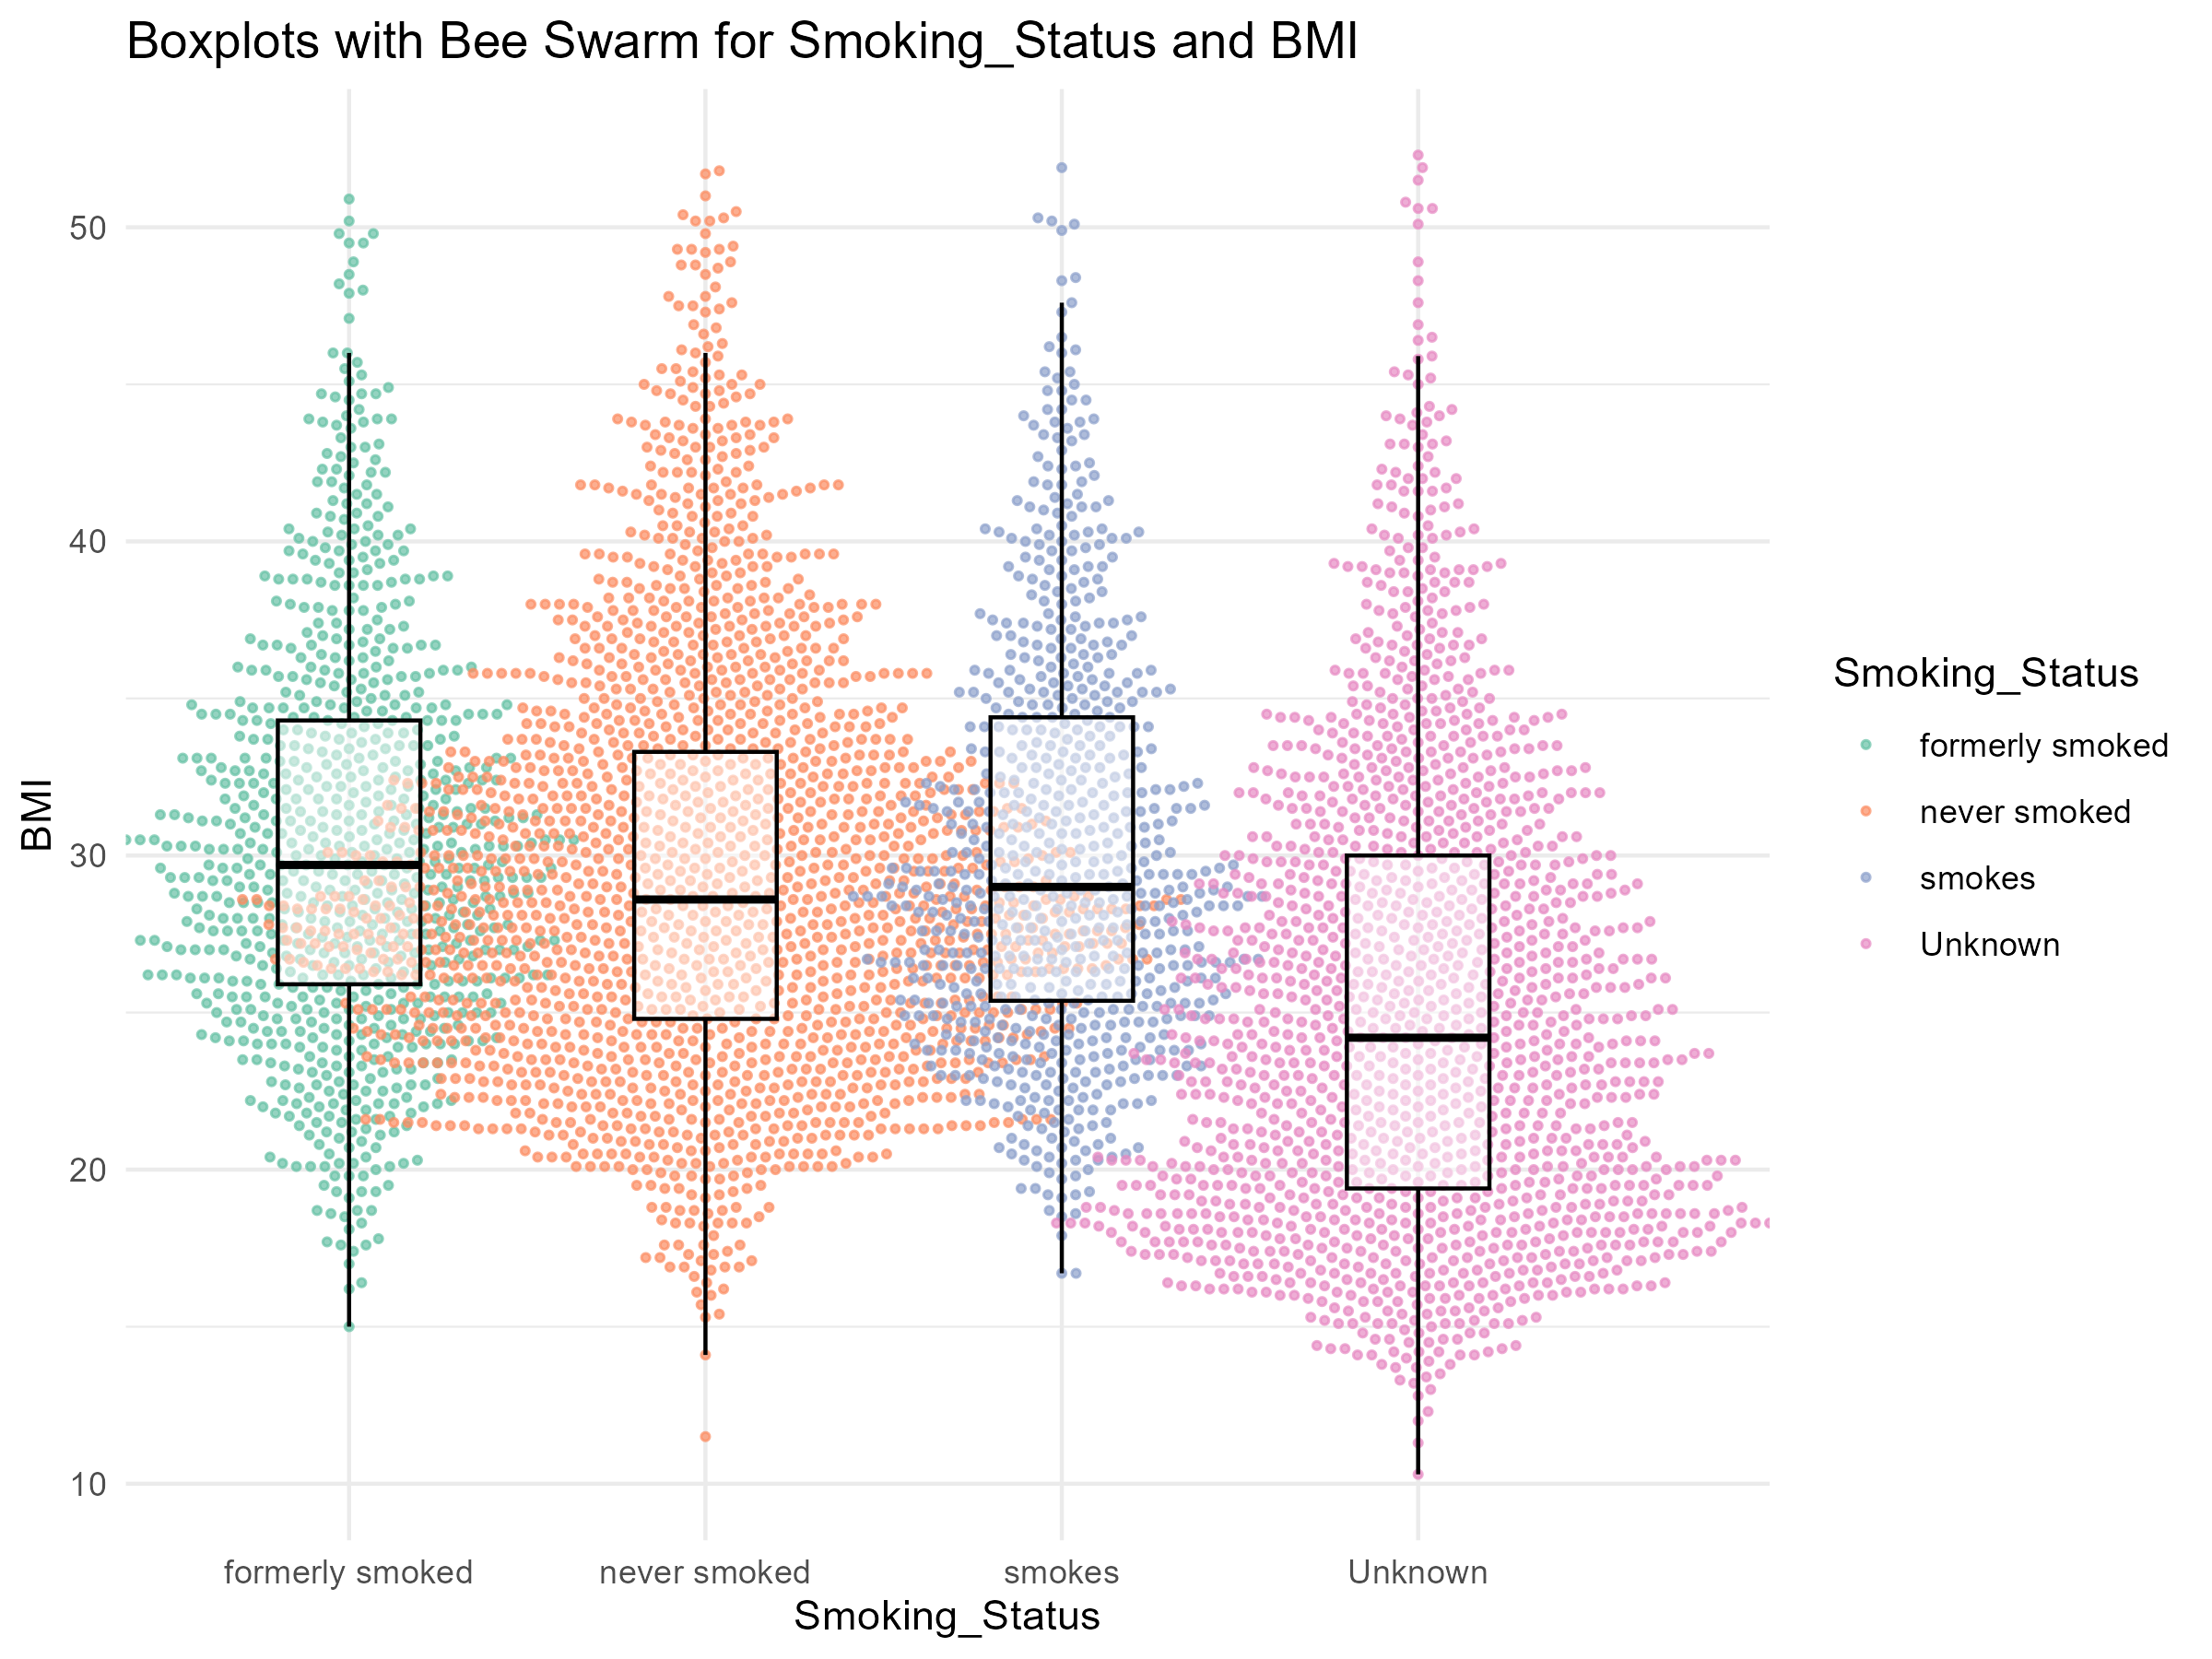 Boxplots with Bee Swarm for Smoking_Status and BMI
BMI
50
40
30
20
10
formerly smoked
never smoked
smokes
Unknown
Smoking_Status
Smoking_Status
formerly smoked
never smoked
smokes
Unknown